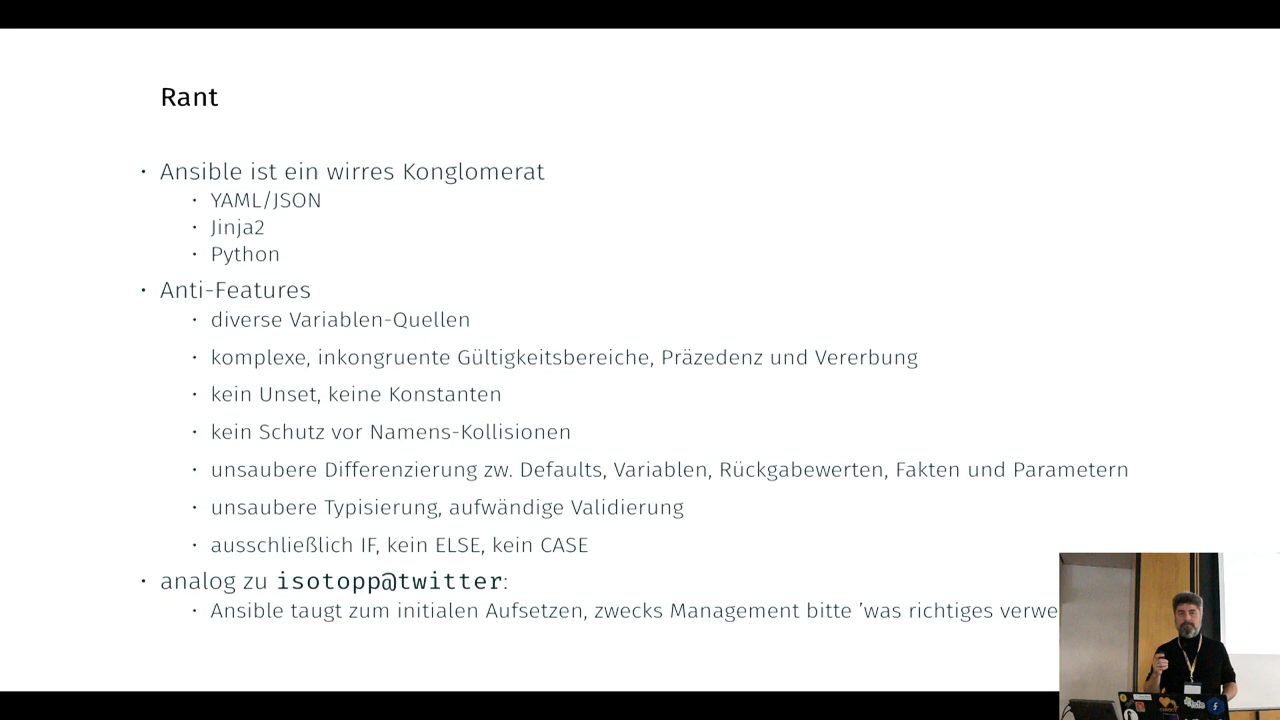 Rant
· Ansible ist ein wirres Konglomerat
· YAML/JSON
· Jinja2
· Python
· Anti-Features
· diverse Variablen-Quellen
· komplexe, inkongruente Gültigkeitsbereiche, Präzedenz und Vererbung
· kein Unset, keine Konstanten
· kein Schutz vor Namens-Kollisionen
· unsaubere Differenzierung zw. Defaults, Variablen, Rückgabewerten, Fakten und Parametern
· unsaubere Typisierung, aufwändige Validierung
· ausschließlich IF, kein ELSE, kein CASE
· analog zu isotopp@twitter:
· Ansible taugt zum initialen Aufsetzen, zwecks Management bitte ’was richtiges verwe